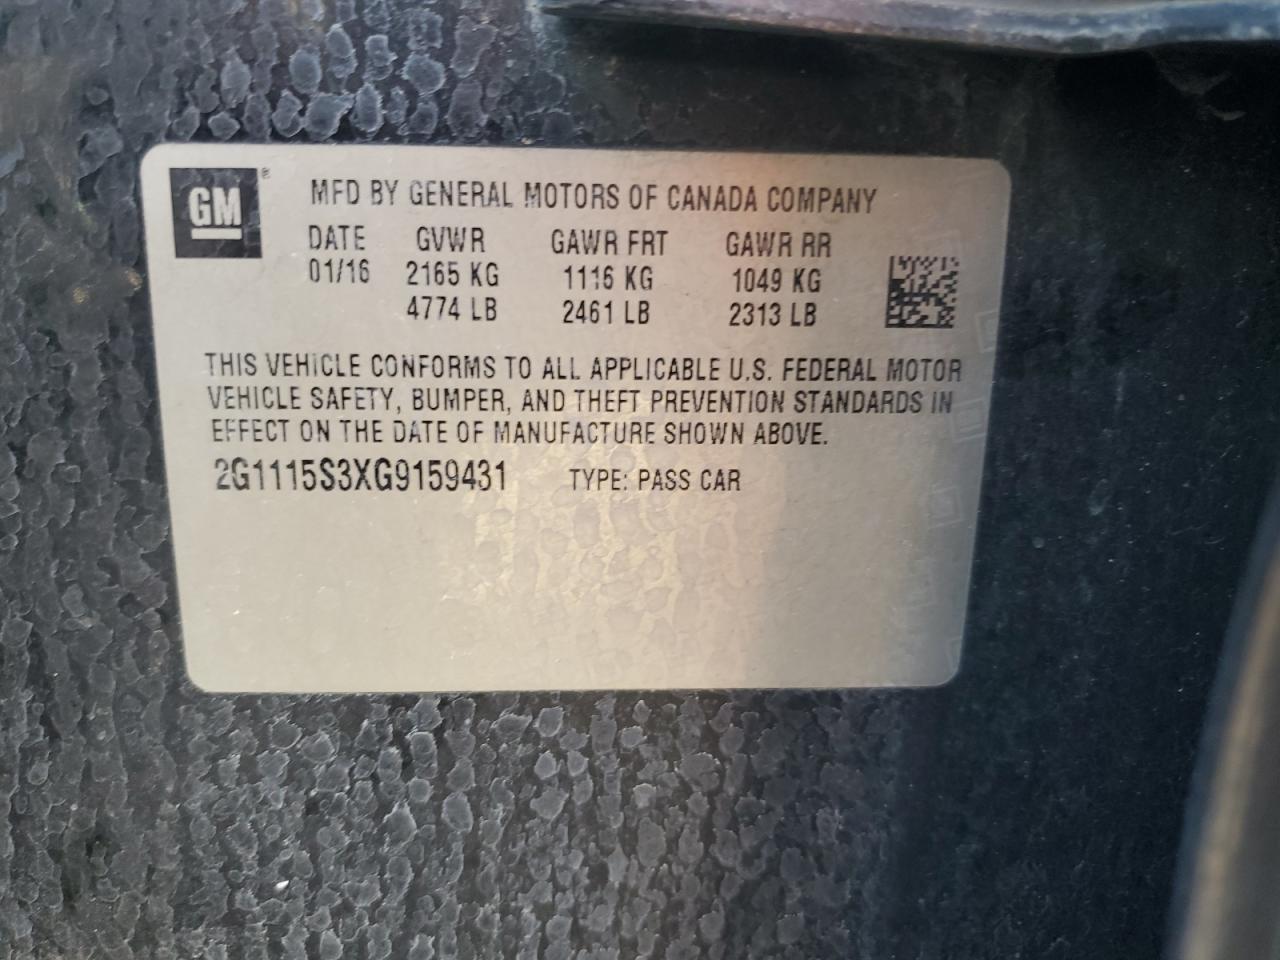 GM ®
MFD BY GENERAL MOTORS OF CANADA COMPANY
DATE GVWR GAWR FRT GAWR RR
01/16 2165 KG 1116 KG 1049 KG
4774 LB 2461 LB 2313 LB
THIS VEHICLE CONFORMS TO ALL APPLICABLE U.S. FEDERAL MOTOR
VEHICLE SAFETY, BUMPER, AND THEFT PREVENTION STANDARDS IN
EFFECT ON THE DATE OF MANUFACTURE SHOWN ABOVE.
2G1115S3XG9159431 TYPE: PASS CAR